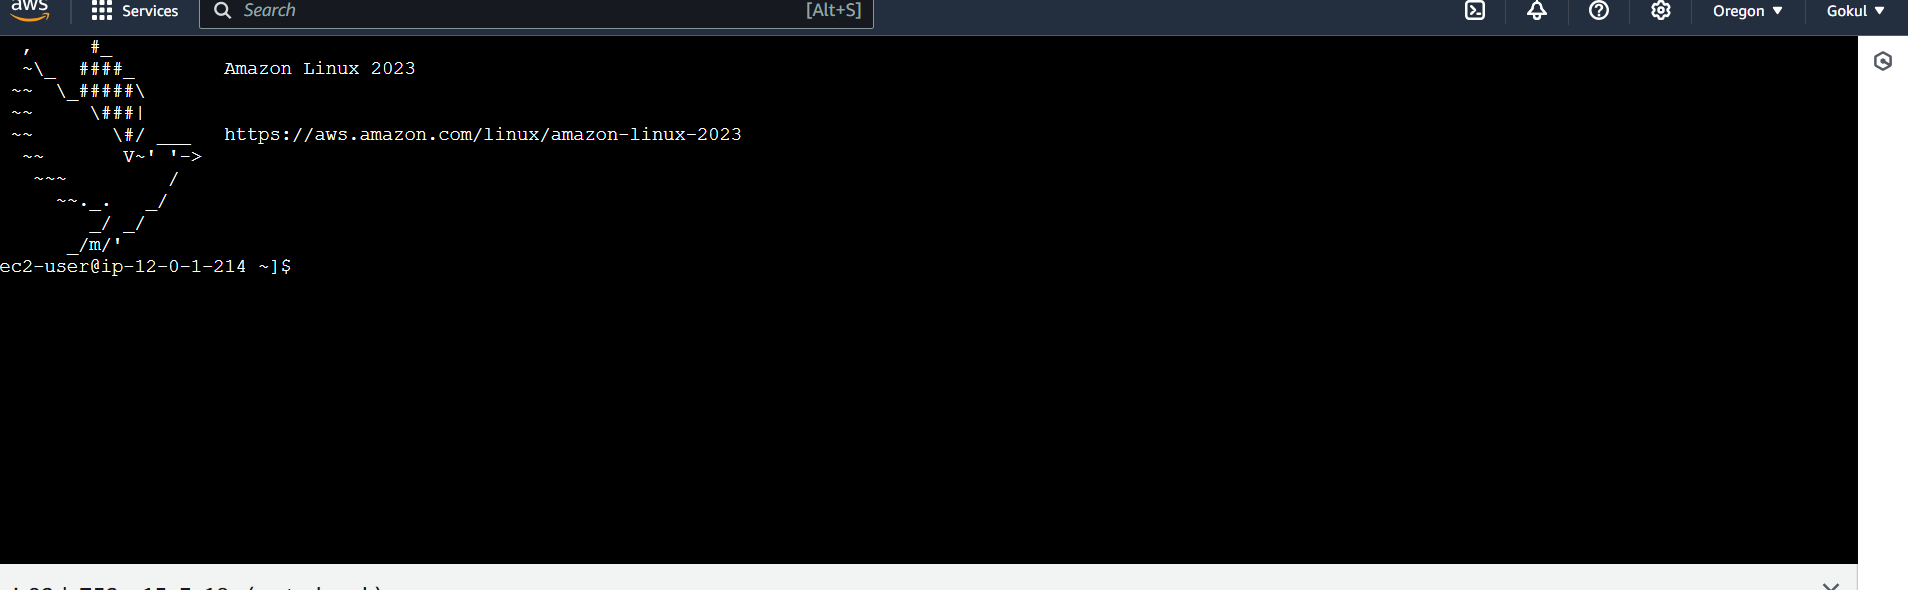 aws
Services
Search
[Alt+S]
Oregon
Gokul
,     #_
~\_  ####_        Amazon Linux 2023
~~  \_#####\
~~     \###|
~~       \#/ ___   https://aws.amazon.com/linux/amazon-linux-2023
~~       V~' '->
~~~         /
~~._.   _/
_/ _/
_/m/'
ec2-user@ip-12-0-1-214 ~]$